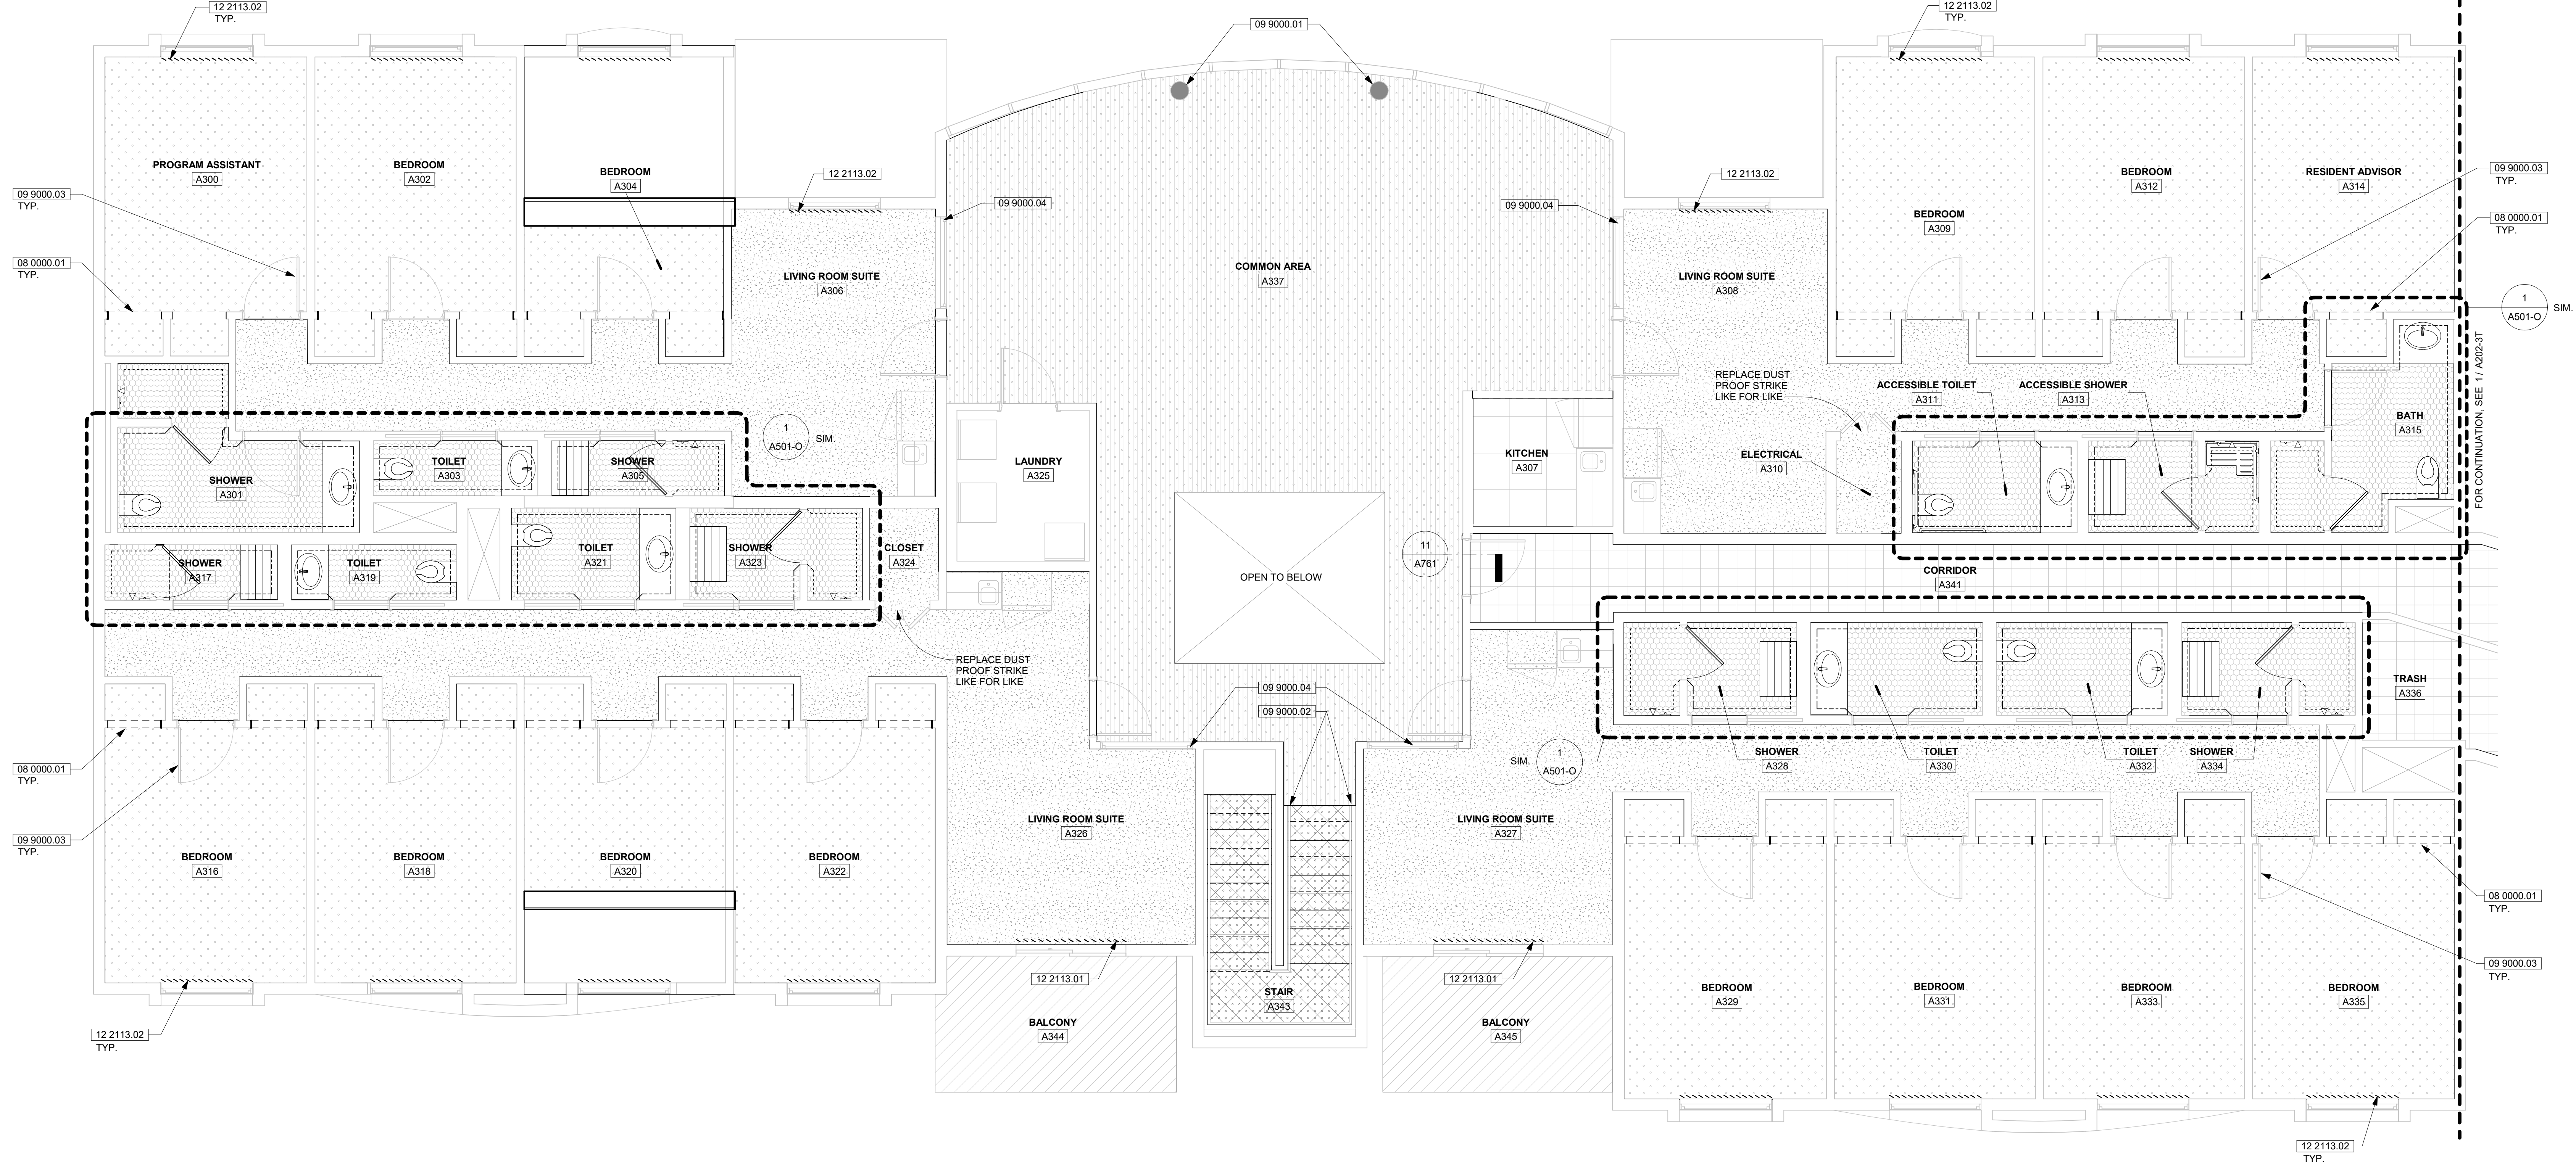 12 2113.02
TYP.
09 9000.01
12 2113.02
TYP.
PROGRAM ASSISTANT
A300
BEDROOM
A302
BEDROOM
A304
12 2113.02
09 9000.04
09 9000.03
TYP.
08 0000.01
TYP.
LIVING ROOM SUITE
A306
COMMON AREA
A337
09 9000.04
12 2113.02
LIVING ROOM SUITE
A308
BEDROOM
A309
BEDROOM
A312
RESIDENT ADVISOR
A314
09 9000.03
TYP.
08 0000.01
TYP.
1
A501-O
SIM.
FOR CONTINUATION, SEE 1 / A202-3T
REPLACE DUST
PROOF STRIKE
LIKE FOR LIKE
ACCESSIBLE TOILET
A311
ACCESSIBLE SHOWER
A313
BATH
A315
1
A501-O
SIM.
SHOWER
A301
TOILET
A303
SHOWER
A305
LAUNDRY
A325
KITCHEN
A307
ELECTRICAL
A310
SHOWER
A317
TOILET
A319
TOILET
A321
SHOWER
A323
CLOSET
A324
OPEN TO BELOW
11
A761
CORRIDOR
A341
REPLACE DUST
PROOF STRIKE
LIKE FOR LIKE
TRASH
A336
09 9000.04
09 9000.02
SIM.
1
A501-O
SHOWER
A328
TOILET
A330
TOILET
A332
SHOWER
A334
08 0000.01
TYP.
09 9000.03
TYP.
LIVING ROOM SUITE
A326
LIVING ROOM SUITE
A327
BEDROOM
A316
BEDROOM
A318
BEDROOM
A320
BEDROOM
A322
08 0000.01
TYP.
09 9000.03
TYP.
12 2113.01
12 2113.01
STAIR
A343
BEDROOM
A329
BEDROOM
A331
BEDROOM
A333
BEDROOM
A335
BALCONY
A344
BALCONY
A345
12 2113.02
TYP.
12 2113.02
TYP.